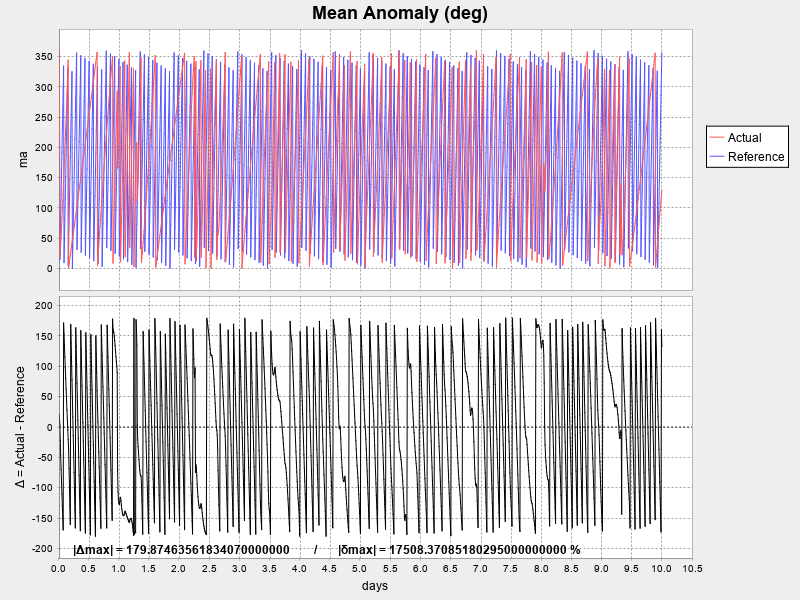 Mean Anomaly (deg)
350
300
250
200
150
100
50
0
ma
Actual
Reference
200
150
100
50
0
-50
-100
-150
-200
Δ = Actual - Reference
|Δmax| = 179.87463561834070000000 / |δmax| = 17508.37085180295000000000 %
0.0 0.5 1.0 1.5 2.0 2.5 3.0 3.5 4.0 4.5 5.0 5.5 6.0 6.5 7.0 7.5 8.0 8.5 9.0 9.5 10.0 10.5
days